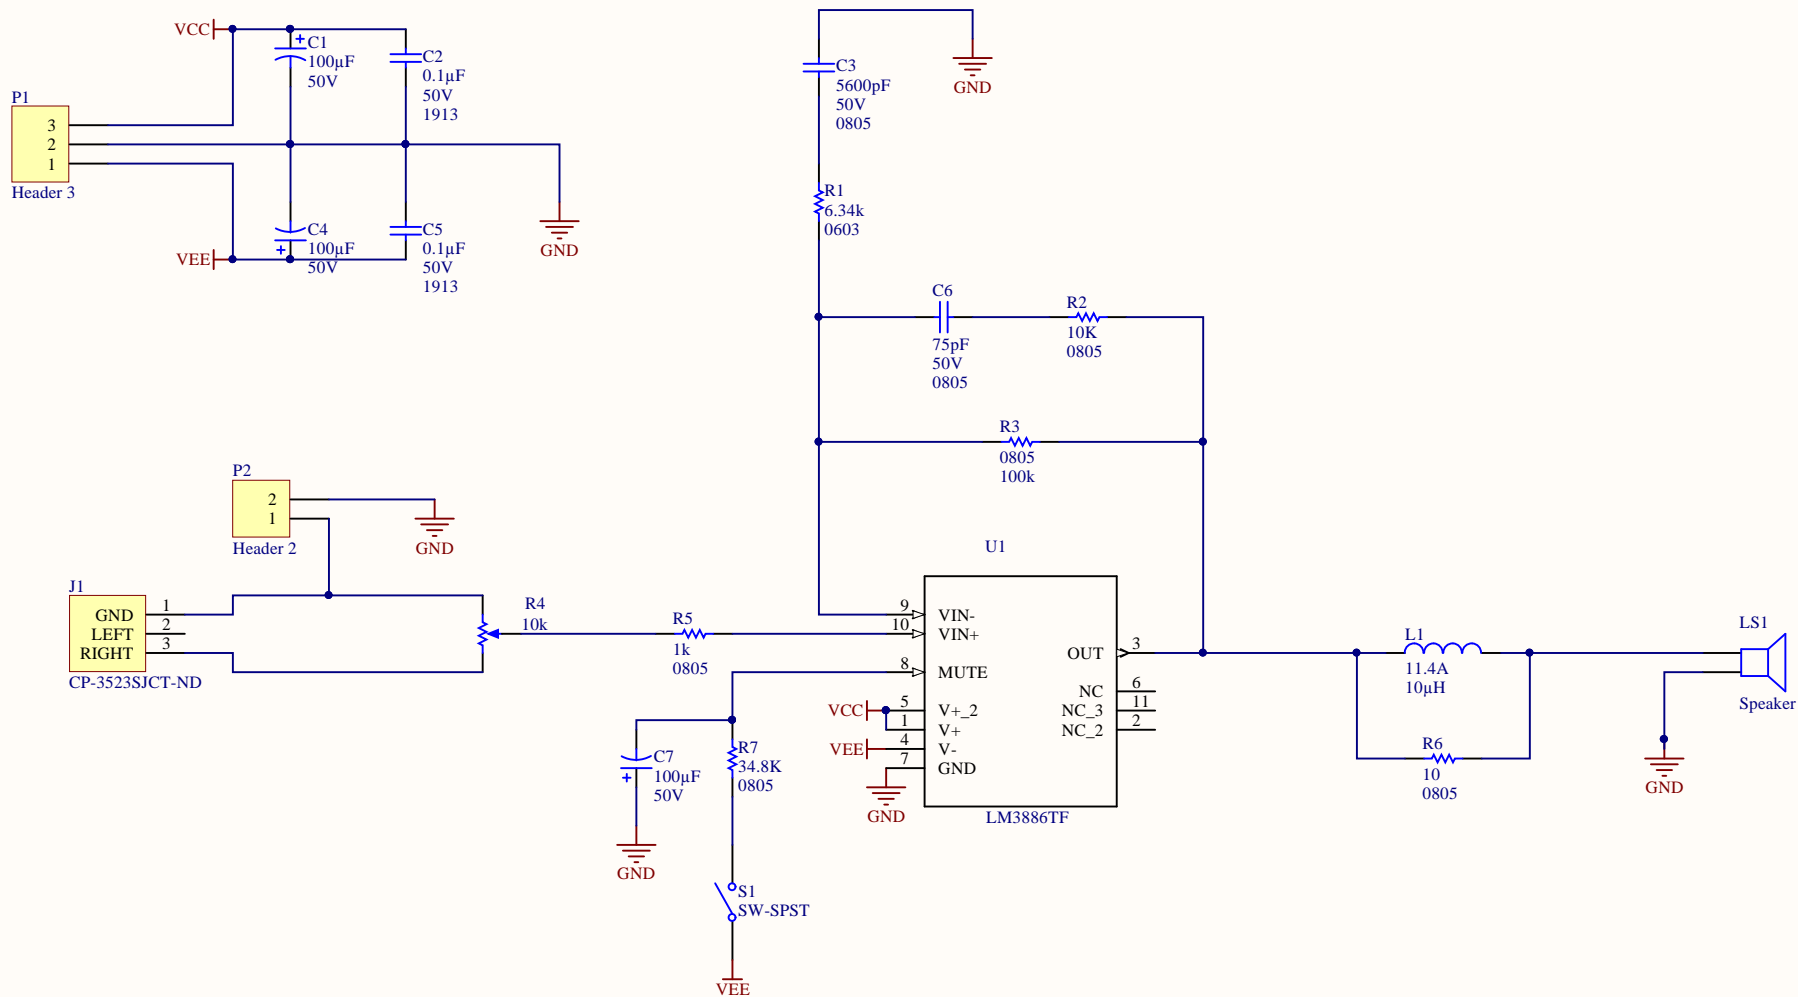 VCC
+
C1
100µF
50V
C2
0.1µF
50V
1913
P1
3
2
1
Header 3
C4
100µF
50V
+
C5
0.1µF
50V
1913
VEE
GND
C3
5600pF
50V
0805
GND
R1
6.34k
0603
C6
75pF
50V
0805
R2
10K
0805
R3
0805
100k
P2
2
1
Header 2
GND
J1
GND 1
LEFT 2
RIGHT 3
CP-3523SJCT-ND
R4
10k
R5
1k
0805
U1
9 VIN-
10 VIN+
8 MUTE
VCC 5 V+_2
1 V+
VEE 4 V-
7 GND
OUT 3
NC 6
NC_3 11
NC_2 2
LM3886TF
GND
C7
100µF
50V
+
GND
R7
34.8K
0805
S1
SW-SPST
VEE
L1
11.4A
10µH
R6
10
0805
LS1
Speaker
GND